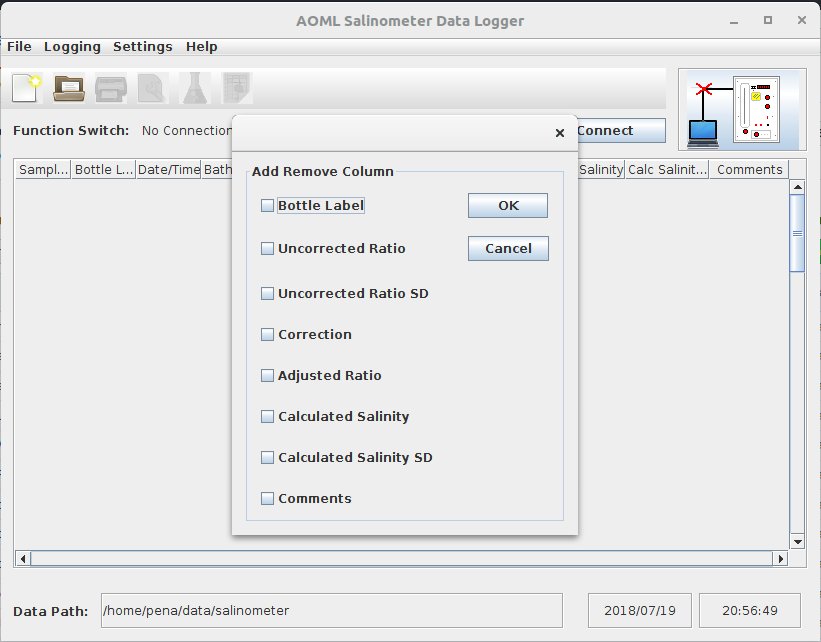 AOML Salinometer Data Logger
File Logging Settings Help
Function Switch: No Connection
Connect
Sampl... Bottle L... Date/Time Bath Salinity Calc Salinit... Comments
Add Remove Column
Bottle Label OK
Uncorrected Ratio Cancel
Uncorrected Ratio SD
Correction
Adjusted Ratio
Calculated Salinity
Calculated Salinity SD
Comments
Data Path: /home/pena/data/salinometer 2018/07/19 20:56:49